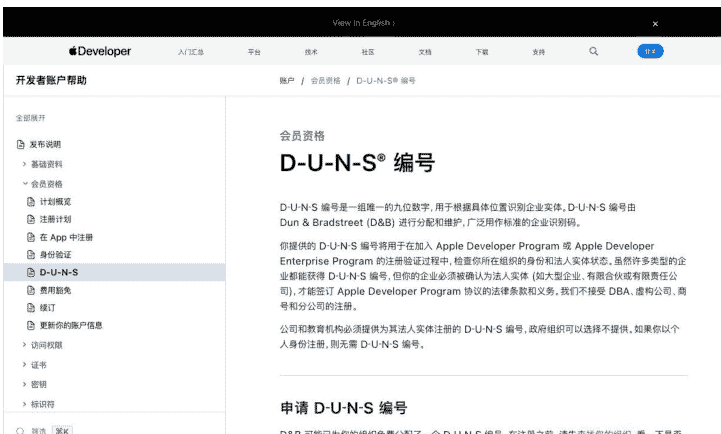 View in English ›
Developer 入门汇总 平台 技术 社区 文档 下载 支持 登录
开发者账户帮助
账户 / 会员资格 / D-U-N-S® 编号
全部展开
发布说明
基础资料
会员资格
计划概览
注册计划
在 App 中注册
身份验证
D-U-N-S
费用豁免
续订
更新你的账户信息
访问权限
证书
密钥
标识符
筛选 ⌘K
会员资格
D-U-N-S® 编号
D-U-N-S 编号是一组唯一的九位数字,用于根据具体位置识别企业实体。D-U-N-S 编号由
Dun & Bradstreet (D&B) 进行分配和维护,广泛用作标准的企业识别码。
你提供的 D-U-N-S 编号将用于在加入 Apple Developer Program 或 Apple Developer
Enterprise Program 的注册验证过程中,检查你所在组织的身份和法人实体状态。虽然许多类型的企
业都能获得 D-U-N-S 编号,但你的企业必须被确认为法人实体 (如大型企业、有限合伙或有限责任公
司),才能签订 Apple Developer Program 协议的法律条款和义务。我们不接受 DBA、虚构公司、商
号和分公司的注册。
公司和教育机构必须提供为其法人实体注册的 D-U-N-S 编号,政府组织可以选择不提供。如果你以个
人身份注册,则无需 D-U-N-S 编号。
申请 D-U-N-S 编号